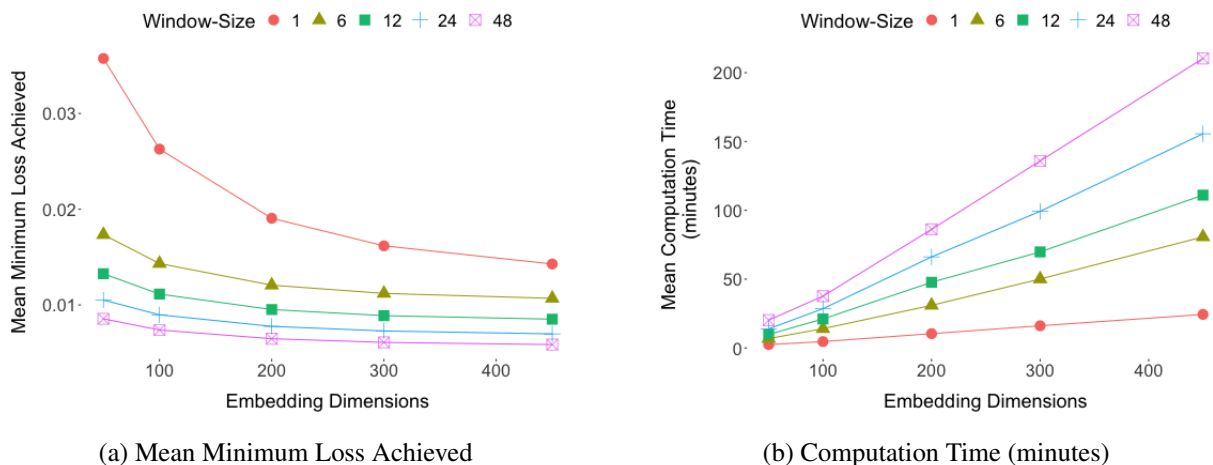 Window-Size 1 6 12 24 48
Mean Minimum Loss Achieved
0.03
0.02
0.01
100 200 300 400
Embedding Dimensions
(a) Mean Minimum Loss Achieved
Window-Size 1 6 12 24 48
Mean Computation Time
(minutes)
200
150
100
50
0
100 200 300 400
Embedding Dimensions
(b) Computation Time (minutes)